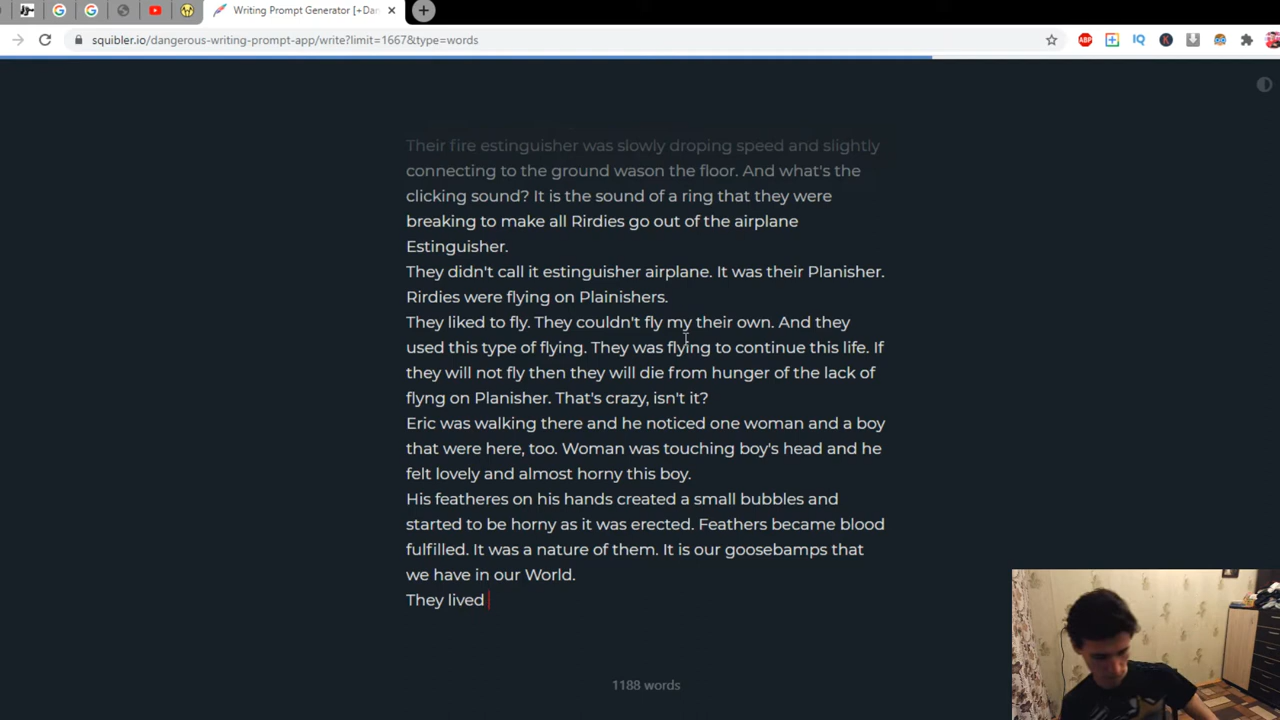 Writing Prompt Generator [+Dan
squibler.io/dangerous-writing-prompt-app/write?limit=1667&type=words
ABP
IQ
K
Their fire estinguisher was slowly droping speed and slightly
connecting to the ground wason the floor. And what's the
clicking sound? It is the sound of a ring that they were
breaking to make all Rirdies go out of the airplane
Estinguisher.
They didn't call it estinguisher airplane. It was their Planisher.
Rirdies were flying on Plainishers.
They liked to fly. They couldn't fly my their own. And they
used this type of flying. They was flying to continue this life. If
they will not fly then they will die from hunger of the lack of
flyng on Planisher. That's crazy, isn't it?
Eric was walking there and he noticed one woman and a boy
that were here, too. Woman was touching boy's head and he
felt lovely and almost horny this boy.
His featheres on his hands created a small bubbles and
started to be horny as it was erected. Feathers became blood
fulfilled. It was a nature of them. It is our goosebamps that
we have in our World.
They lived
1188 words